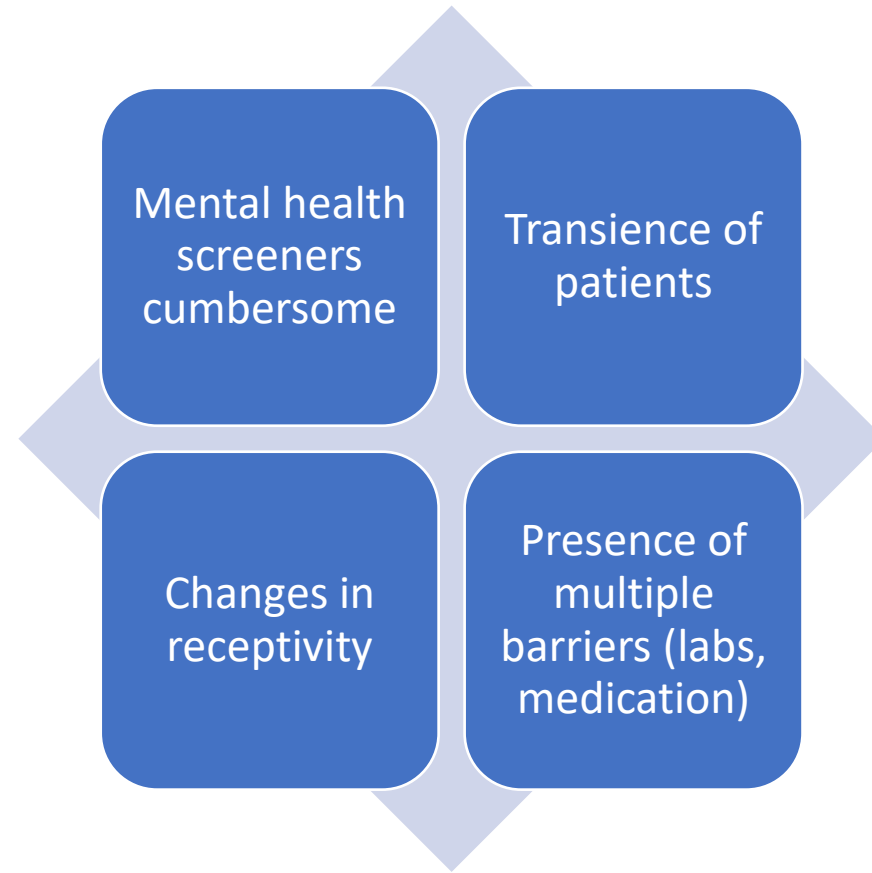 Mental health
screeners
cumbersome
Transience of
patients
Changes in
receptivity
Presence of
multiple
barriers (labs,
medication)